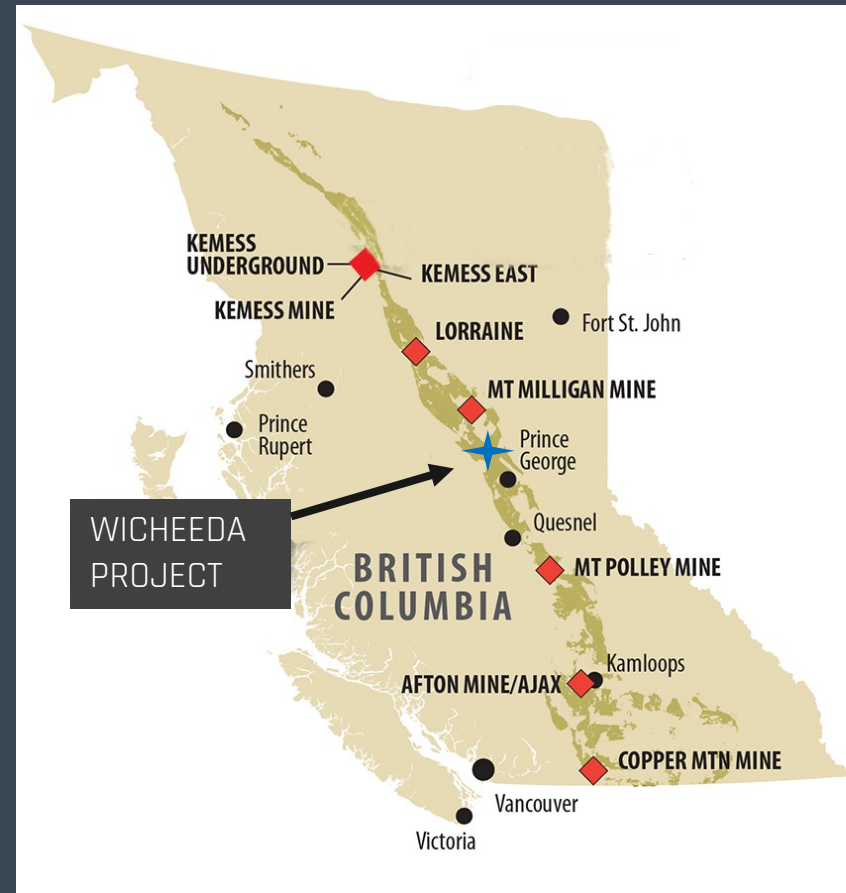 KEMESS
UNDERGROUND
KEMESS EAST
KEMESS MINE
Fort St. John
LORRAINE
Smithers
MT MILLIGAN MINE
Prince
Rupert
Prince
George
WICHEEDA
PROJECT
Quesnel
BRITISH
COLUMBIA
MT POLLEY MINE
Kamloops
AFTON MINE/AJAX
COPPER MTN MINE
Vancouver
Victoria